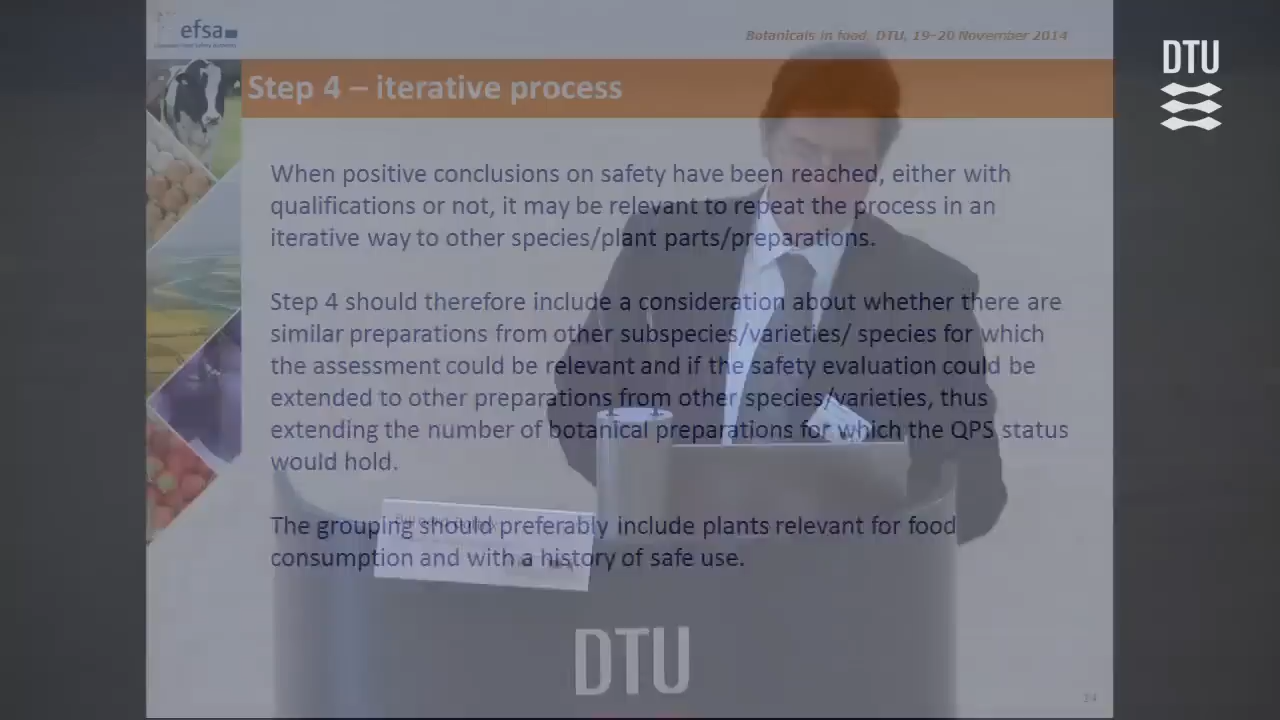 efsa
Botanicals in food, DTU, 19-20 November 2014
DTU
Step 4 – iterative process
When positive conclusions on safety have been reached, either with
qualifications or not, it may be relevant to repeat the process in an
iterative way to other species/plant parts/preparations.
Step 4 should therefore include a consideration about whether there are
similar preparations from other subspecies/varieties/ species for which
the assessment could be relevant and if the safety evaluation could be
extended to other preparations from other species/varieties, thus
extending the number of botanical preparations for which the QPS status
would hold.
The grouping should preferably include plants relevant for food
consumption and with a history of safe use.
DTU